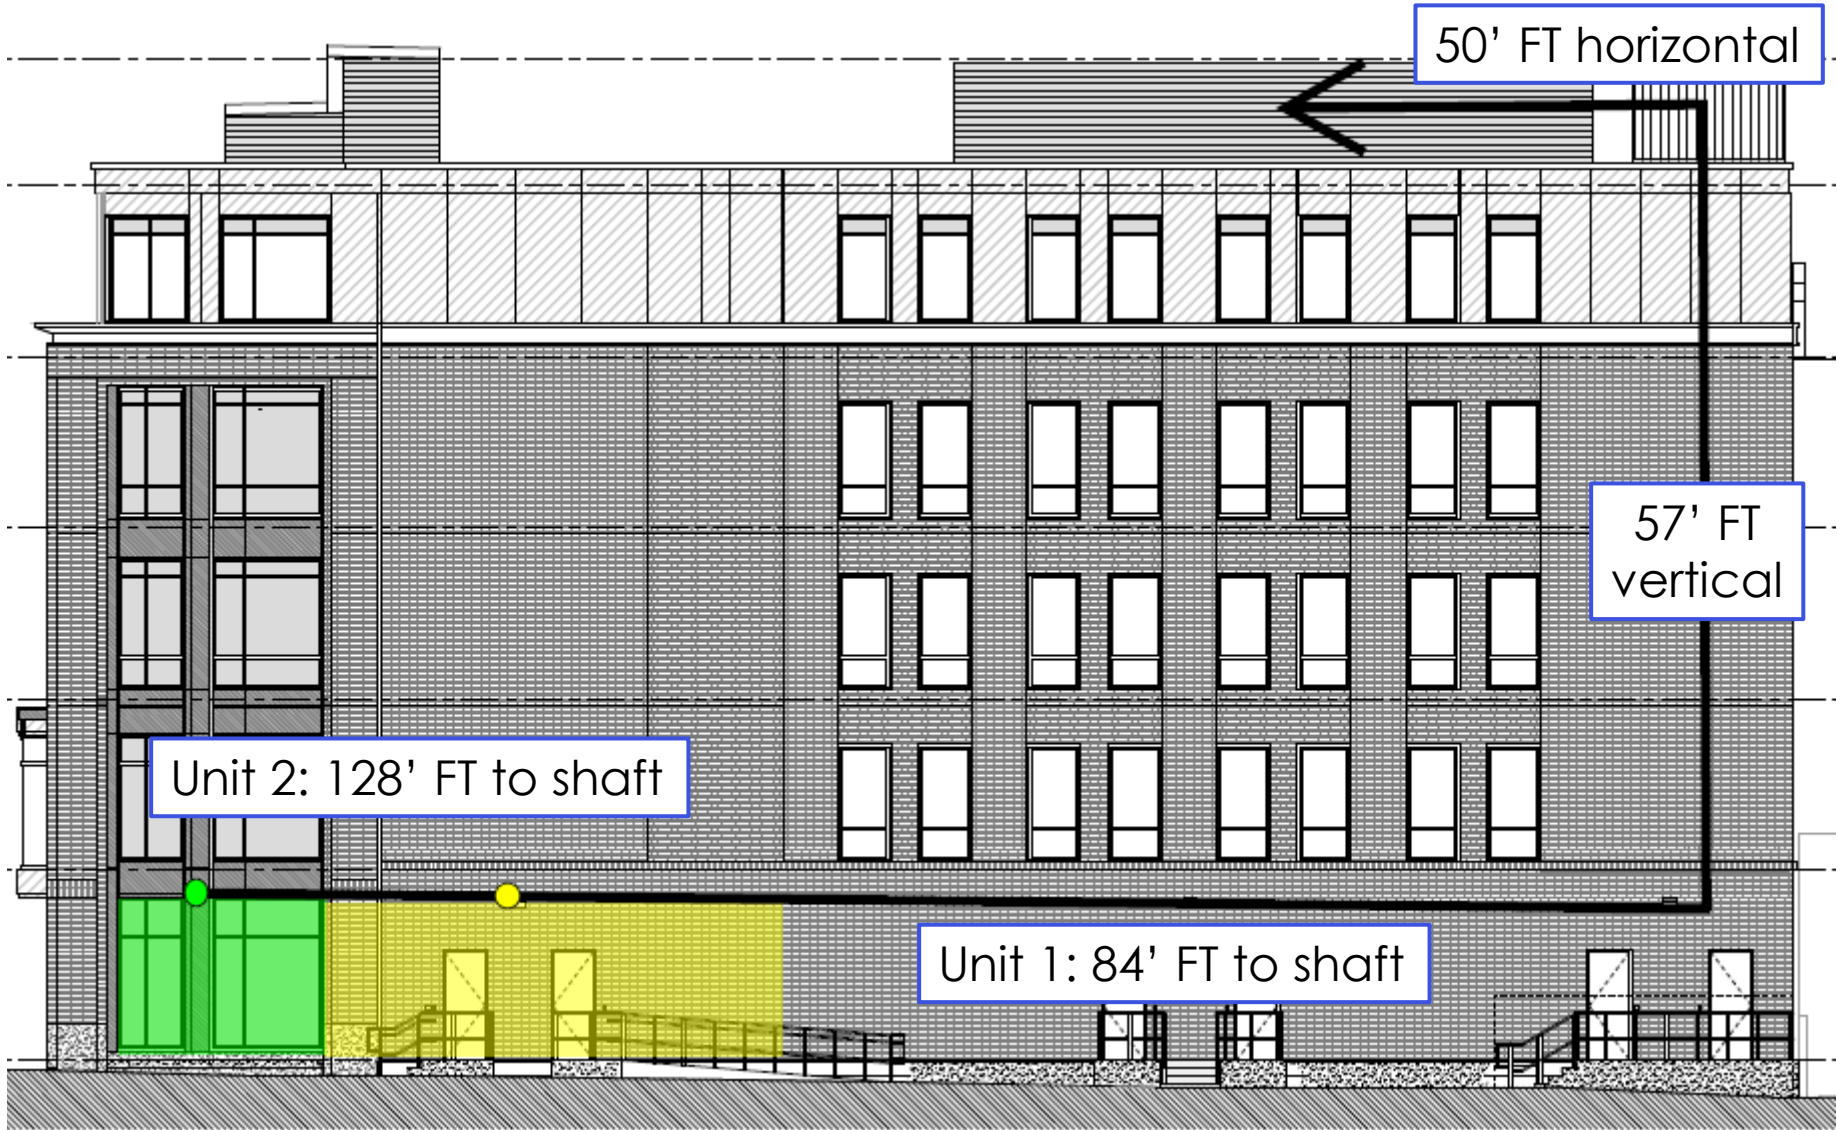 50’ FT horizontal
57’ FT
vertical
Unit 2: 128’ FT to shaft
Unit 1: 84’ FT to shaft